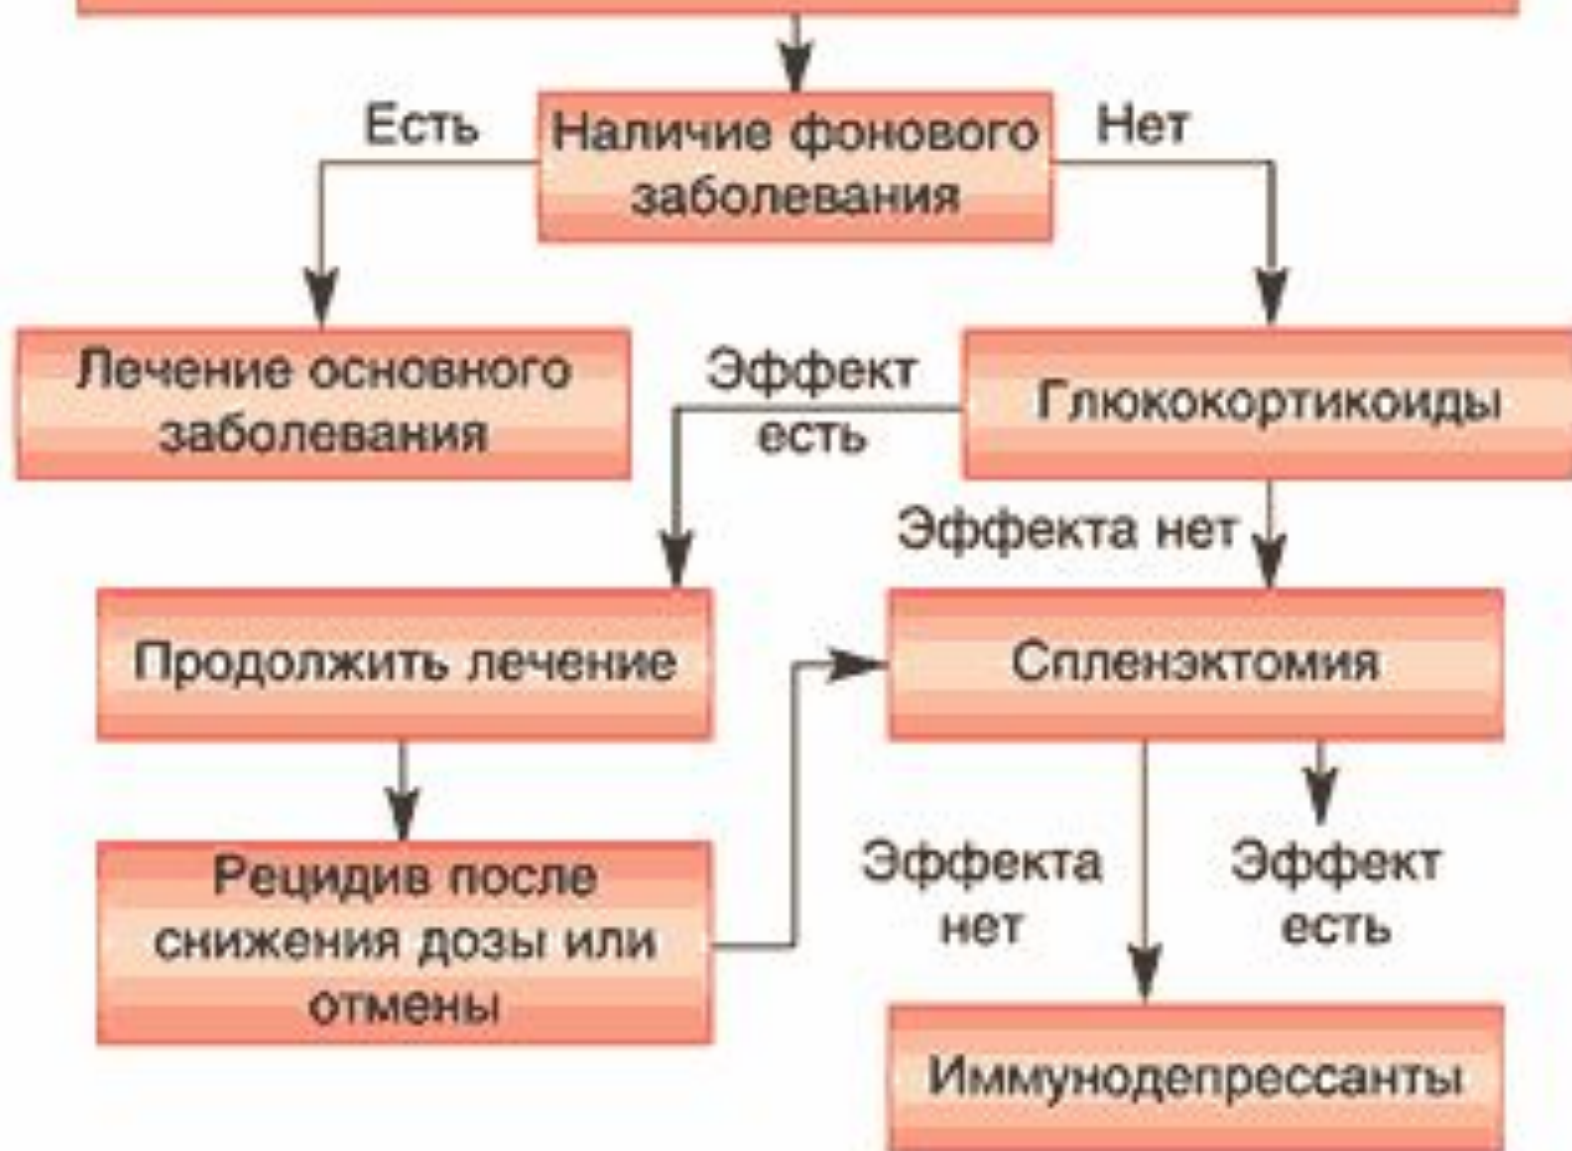 Есть
Наличие фонового
заболевания
Нет
Лечение основного
заболевания
Эффект
есть
Глюкокортикоиды
Эффекта нет
Продолжить лечение
Спленэктомия
Рецидив после
снижения дозы или
отмены
Эффекта
нет
Эффект
есть
Иммунодепрессанты